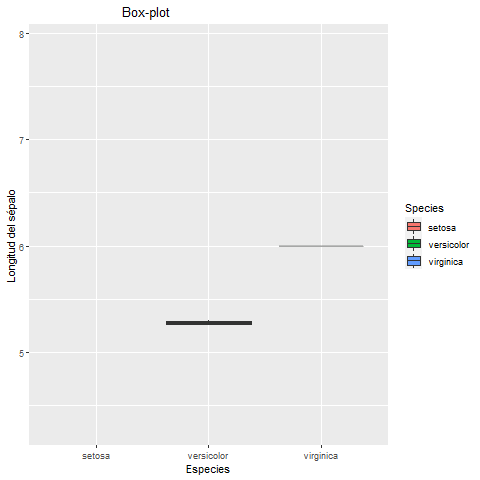 Box-plot
8
7
6
5
Longitud del sépalo
setosa
versicolor
virginica
Especies
Species
setosa
versicolor
virginica